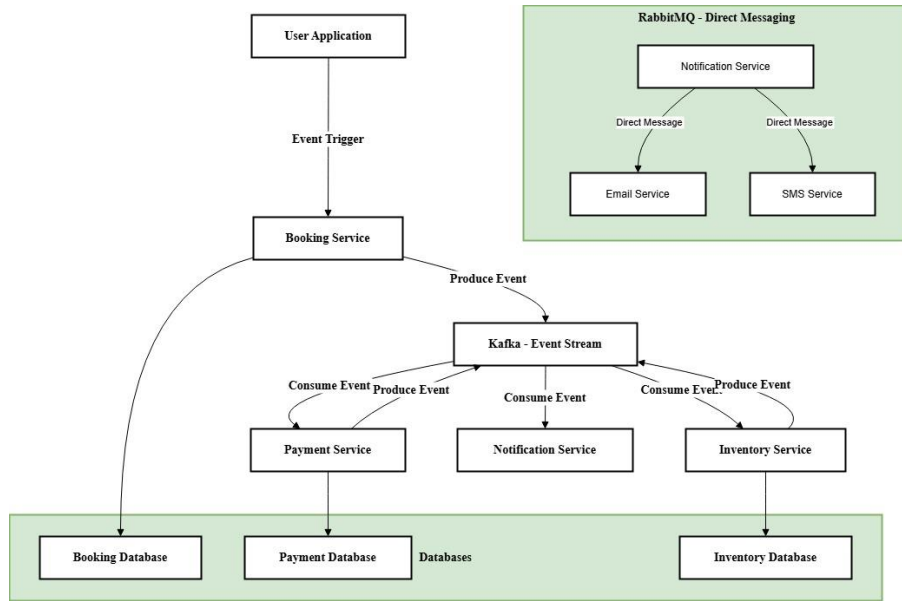 RabbitMQ - Direct Messaging
User Application
Notification Service
Direct Message
Direct Message
Event Trigger
Email Service
SMS Service
Booking Service
Produce Event
Kafka - Event Stream
Consume Event
Produce Event
Consume Event
Consume Event
Produce Event
Payment Service
Notification Service
Inventory Service
Booking Database
Payment Database
Databases
Inventory Database